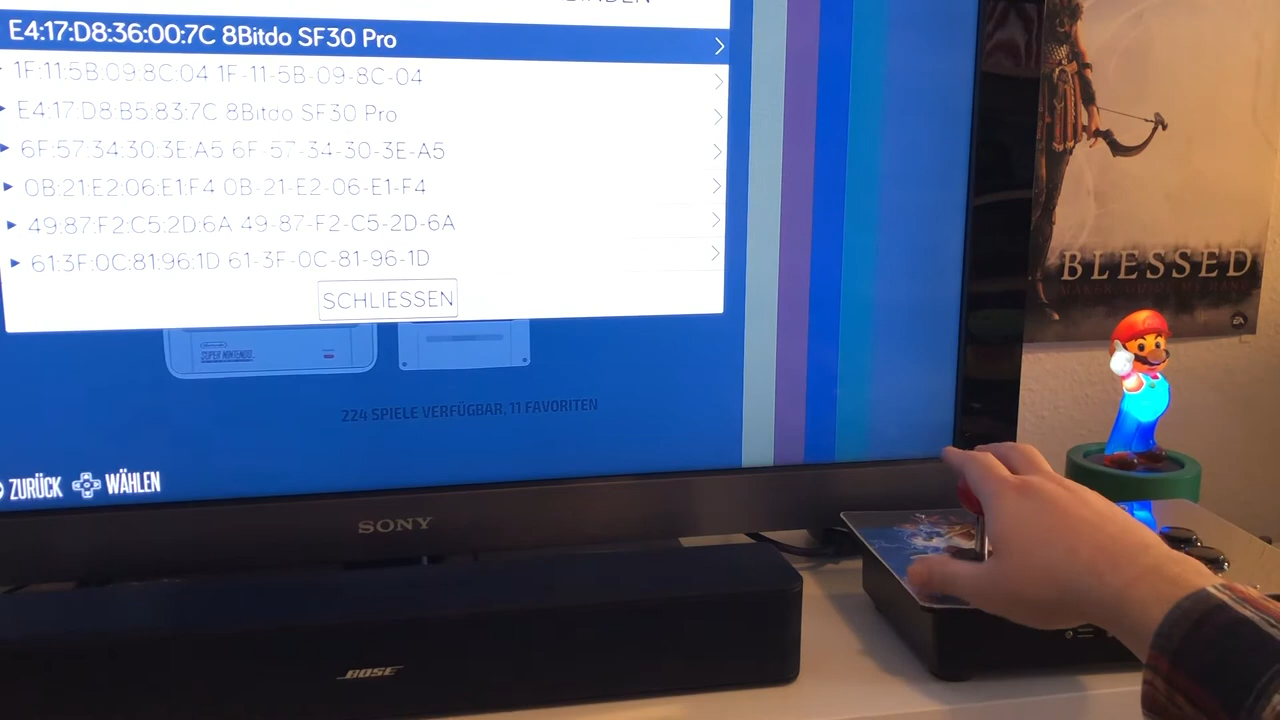 E4:17:D8:36:00:7C 8Bitdo SF30 Pro
1F:11:5B:09:8C:04 1F-11-5B-09-8C-04
E4:17:D8:B5:83:7C 8Bitdo SF30 Pro
6F:57:34:30:3E:A5 6F-57-34-30-3E-A5
0B:21:E2:06:E1:F4 0B-21-E2-06-E1-F4
49:87:F2:C5:2D:6A 49-87-F2-C5-2D-6A
61:3F:0C:81:96:1D 61-3F-0C-81-96-1D
SCHLIESSEN
Nintendo
SUPER NINTENDO
224 SPIELE VERFÜGBAR, 11 FAVORITEN
ZURÜCK WÄHLEN
SONY
BOSE
BLESSED
EA